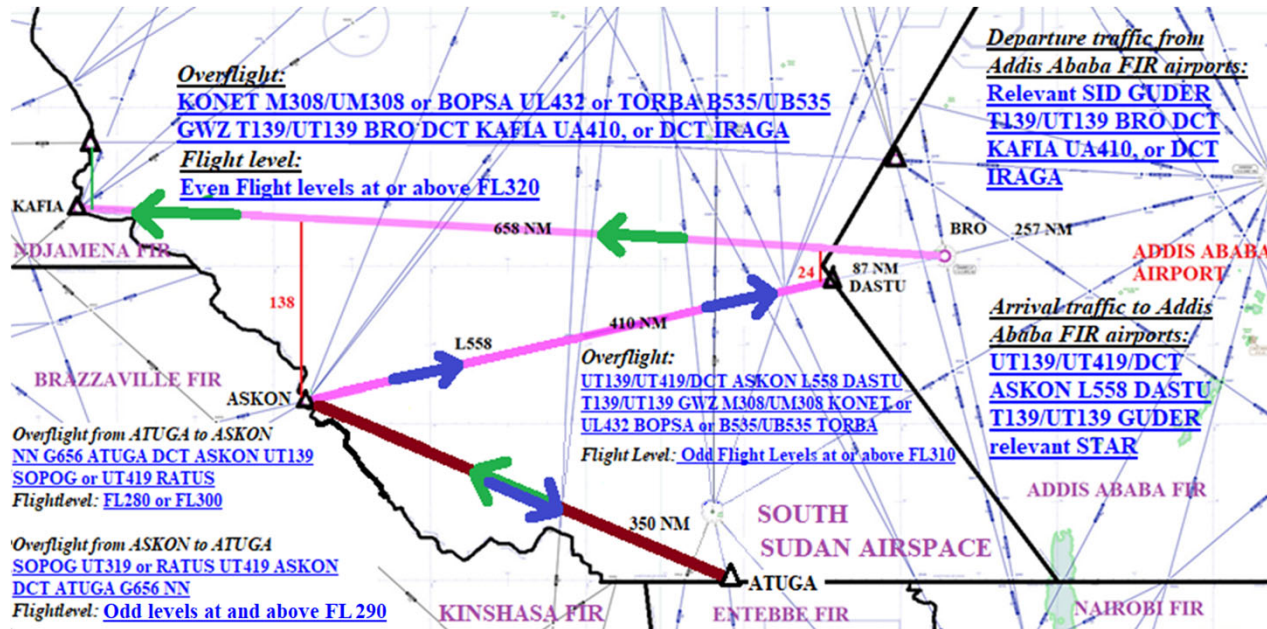 Overflight:
KONET M308/UM308 or BOPSA UL432 or TORBA B535/UB535
GWZ T139/UT139 BRO DCT KAFIA UA410, or DCT IRAGA
Flight level:
Even Flight levels at or above FL320
Departure traffic from
Addis Ababa FIR airports:
Relevant SID GUDER
T139/UT139 BRO DCT
KAFIA UA410, or DCT
IRAGA
KAFIA
NDJAMENA FIR
658 NM
BRO
257 NM
ADDIS ABABA
AIRPORT
138
24
87 NM
DASTU
410 NM
L558
BRAZZAVILLE FIR
ASKON
Overflight:
UT139/UT419/DCT ASKON L558 DASTU
T139/UT139 GWZ M308/UM308 KONET or
UL432 BOPSA or B535/UB535 TORBA
Flight Level: Odd Flight Levels at or above FL310
Arrival traffic to Addis
Ababa FIR airports:
UT139/UT419/DCT
ASKON L558 DASTU
T139/UT139 GUDER
relevant STAR
Overflight from ATUGA to ASKON
NN G656 ATUGA DCT ASKON UT139
SOPOG or UT419 RATUS
Flightlevel: FL280 or FL300
Overflight from ASKON to ATUGA
SOPOG UT319 or RATUS UT419 ASKON
DCT ATUGA G656 NN
Flightlevel: Odd levels at and above FL 290
350 NM
SOUTH
SUDAN AIRSPACE
ATUGA
ADDIS ABABA FIR
KINSHASA FIR
ENTEBBE FIR
NAIROBI FIR